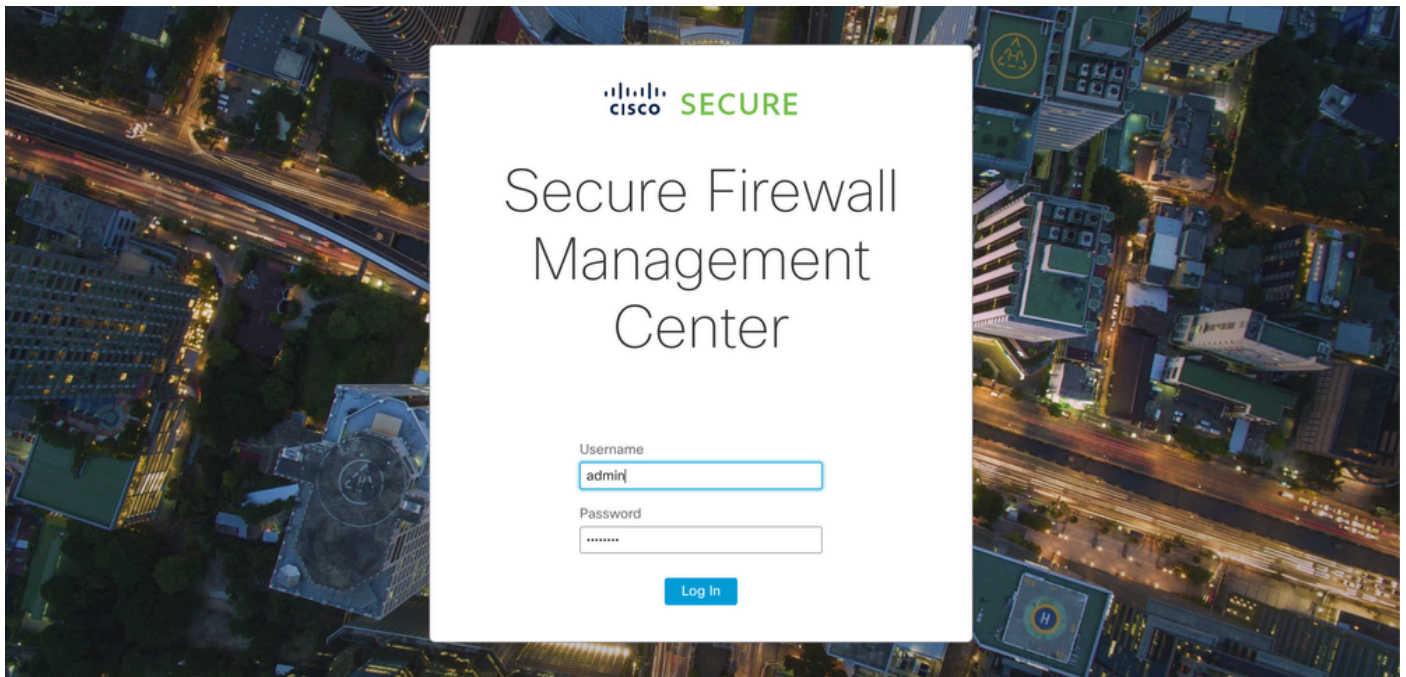 cisco SECURE
Secure Firewall
Management
Center
Username
admin
Password
········
Log In